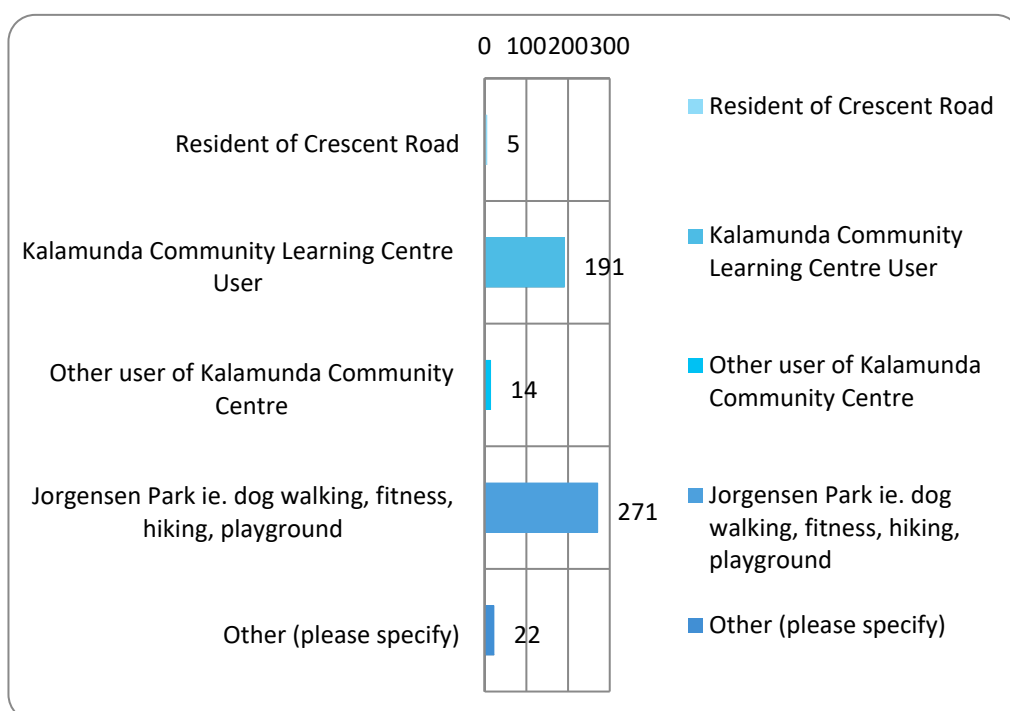 0 100200300
Resident of Crescent Road
5
Kalamunda Community Learning Centre
User
191
Other user of Kalamunda Community
Centre
14
Jorgensen Park ie. dog walking, fitness,
hiking, playground
271
Other (please specify)
22
Resident of Crescent Road
Kalamunda Community
Learning Centre User
Other user of Kalamunda
Community Centre
Jorgensen Park ie. dog
walking, fitness, hiking,
playground
Other (please specify)